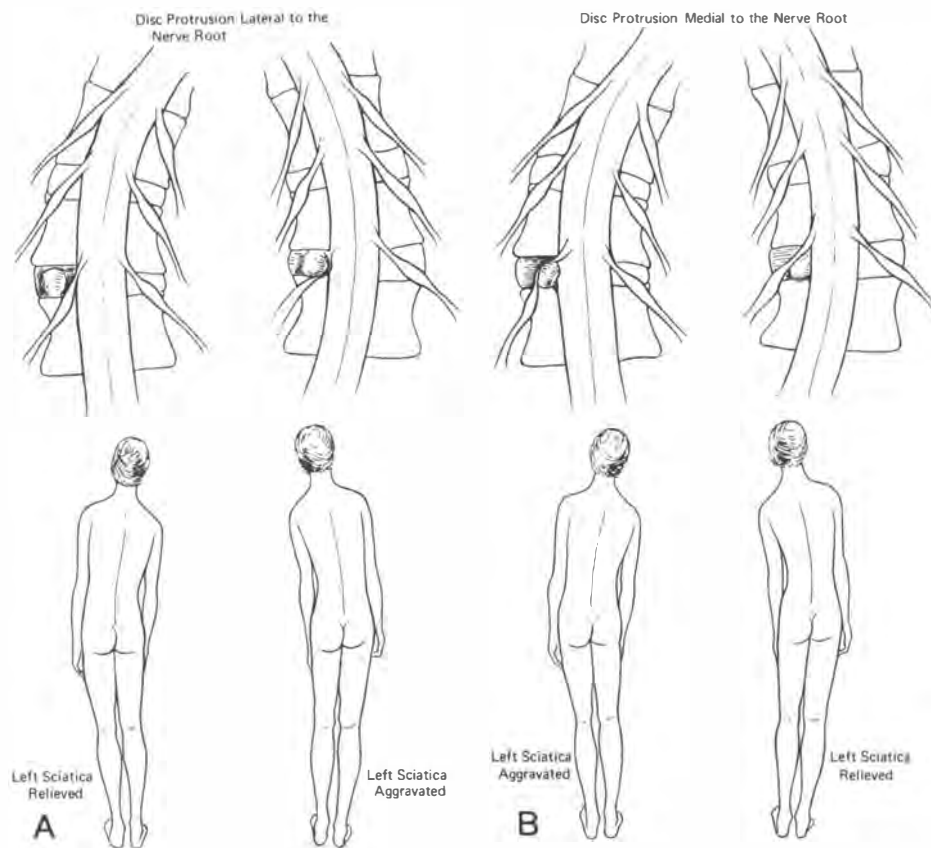 Disc Protrusion Lateral to the
Nerve Root
Disc Protrusion Medial to the Nerve Root
Left Sciatica
Relieved
Left Sciatica
Aggravated
Left Sciatica
Aggravated
Left Sciatica
Relieved
A
B